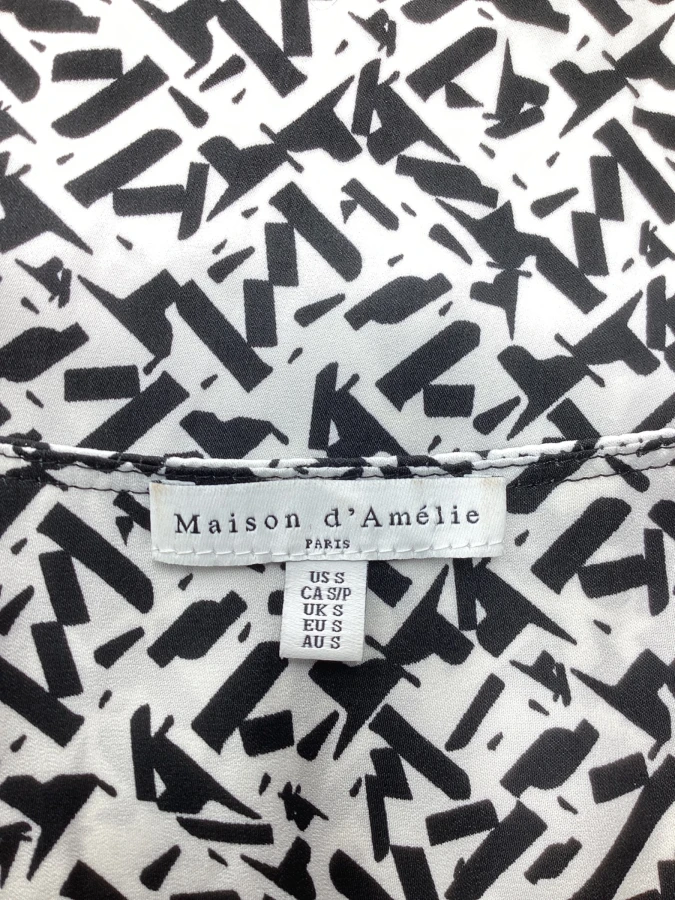 Maison d'Amélie
PARIS
US S
CA S/P
UK S
EU S
AU S